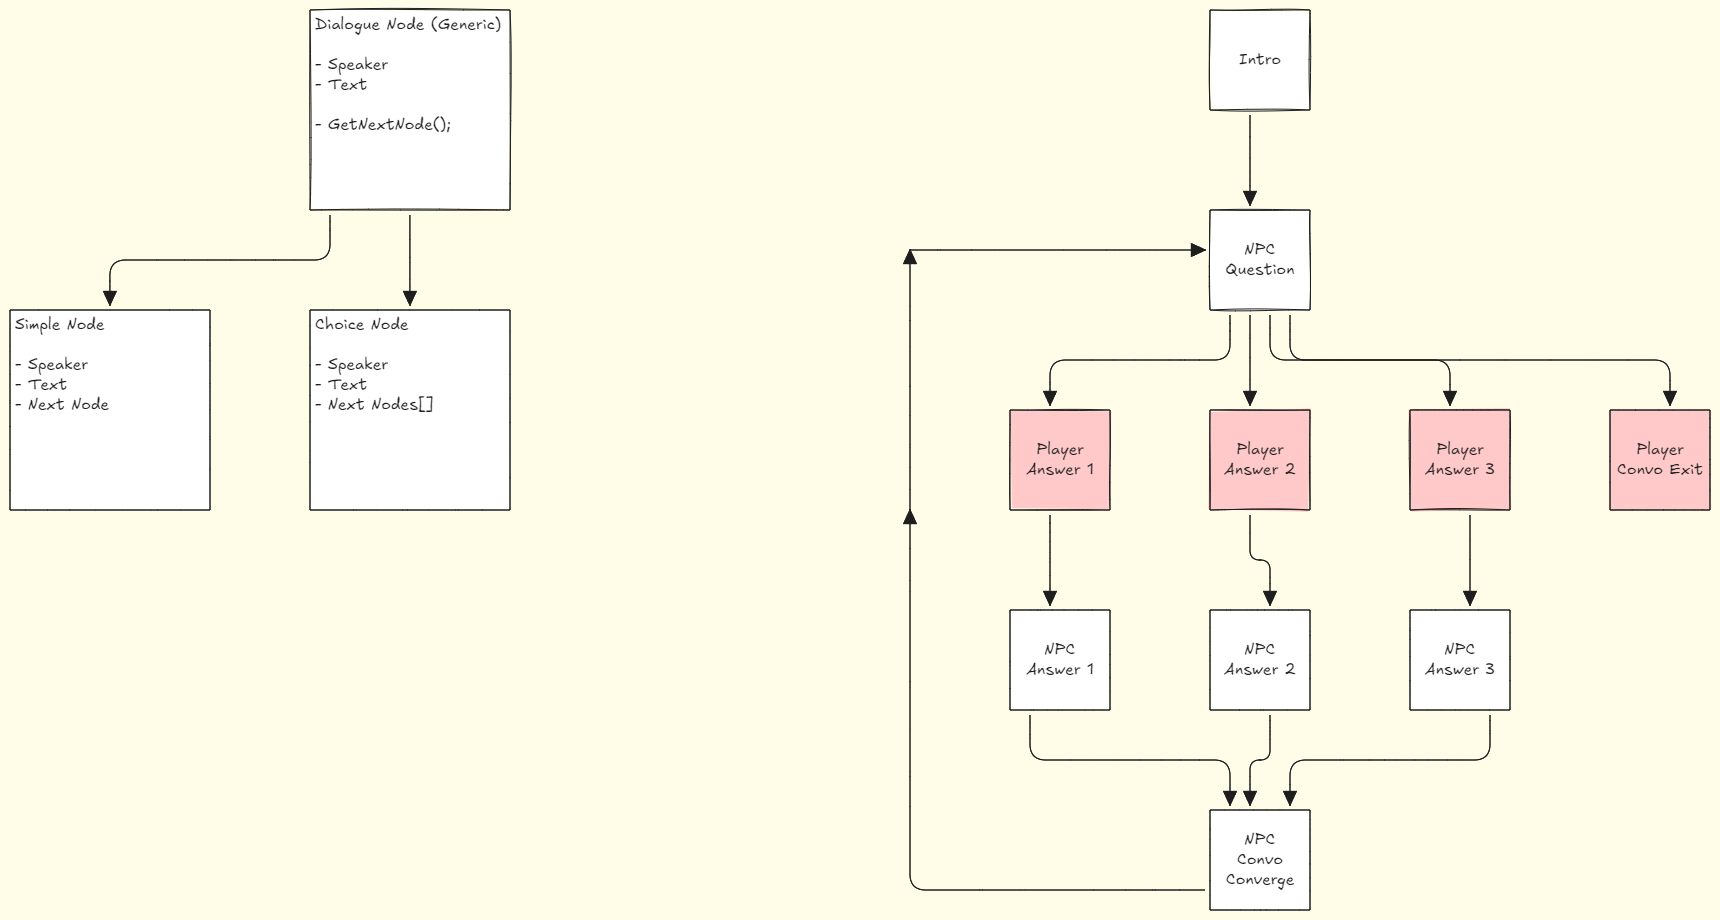 Dialogue Node (Generic)
- Speaker
- Text
- GetNextNode();
Simple Node
- Speaker
- Text
- Next Node
Choice Node
- Speaker
- Text
- Next Nodes[]
Intro
NPC
Question
Player
Answer 1
Player
Answer 2
Player
Answer 3
Player
Convo Exit
NPC
Answer 1
NPC
Answer 2
NPC
Answer 3
NPC
Convo
Converge